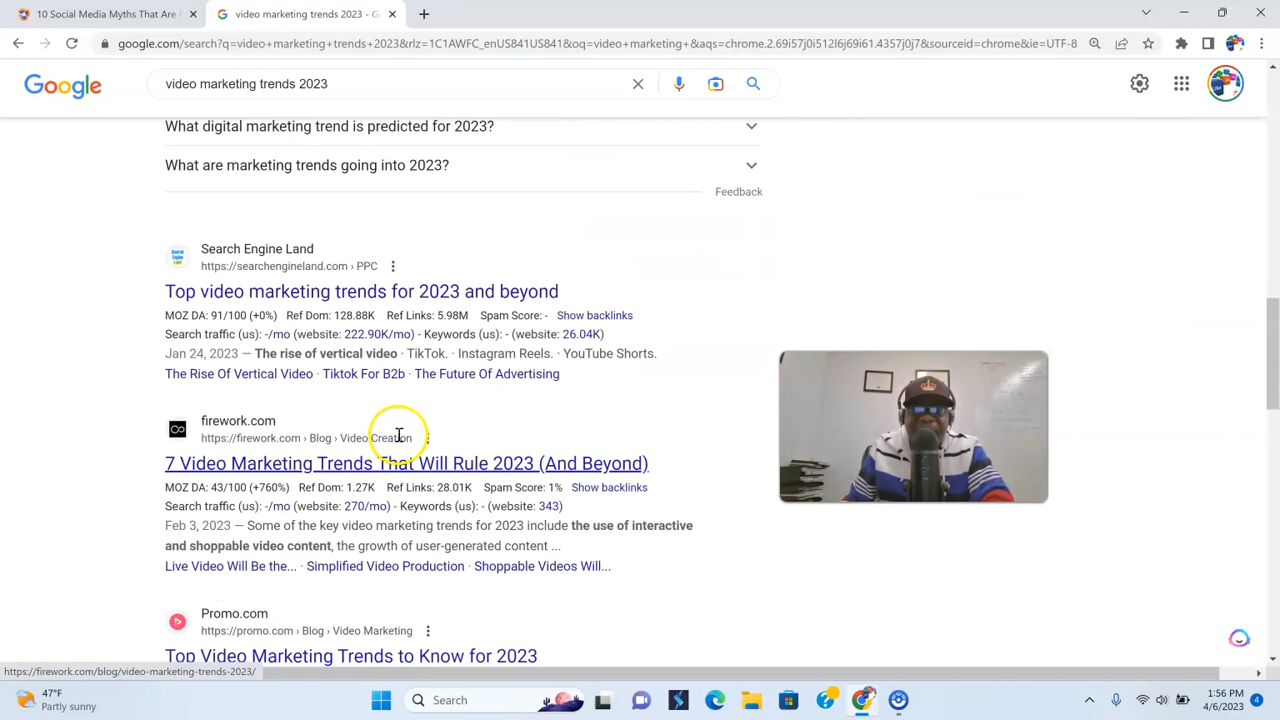 10 Social Media Myths That Are
video marketing trends 2023 - G
google.com/search?q=video+marketing+trends+2023&rlz=1C1AWFC_enUS841US841&oq=video+marketing+&aqs=chrome.2.69i57j0i512l6j69i61.4357j0j7&sourceid=chrome&ie=UTF-8
Google
video marketing trends 2023
What digital marketing trend is predicted for 2023?
What are marketing trends going into 2023?
Feedback
Search Engine Land
https://searchengineland.com › PPC
Top video marketing trends for 2023 and beyond
MOZ DA: 91/100 (+0%) Ref Dom: 128.88K Ref Links: 5.98M Spam Score: - Show backlinks
Search traffic (us): -/mo (website: 222.90K/mo) - Keywords (us): - (website: 26.04K)
Jan 24, 2023 — The rise of vertical video · TikTok. · Instagram Reels. · YouTube Shorts.
The Rise Of Vertical Video · Tiktok For B2b · The Future Of Advertising
firework.com
https://firework.com › Blog › Video Creation
7 Video Marketing Trends That Will Rule 2023 (And Beyond)
MOZ DA: 43/100 (+760%) Ref Dom: 1.27K Ref Links: 28.01K Spam Score: 1% Show backlinks
Search traffic (us): -/mo (website: 270/mo) - Keywords (us): - (website: 343)
Feb 3, 2023 — Some of the key video marketing trends for 2023 include the use of interactive
and shoppable video content, the growth of user-generated content ...
Live Video Will Be the... · Simplified Video Production · Shoppable Videos Will...
Promo.com
https://promo.com › Blog › Video Marketing
Top Video Marketing Trends to Know for 2023
https://firework.com/blog/video-marketing-trends-2023/
47°F
Partly sunny
Search
1:56 PM
4/6/2023
4